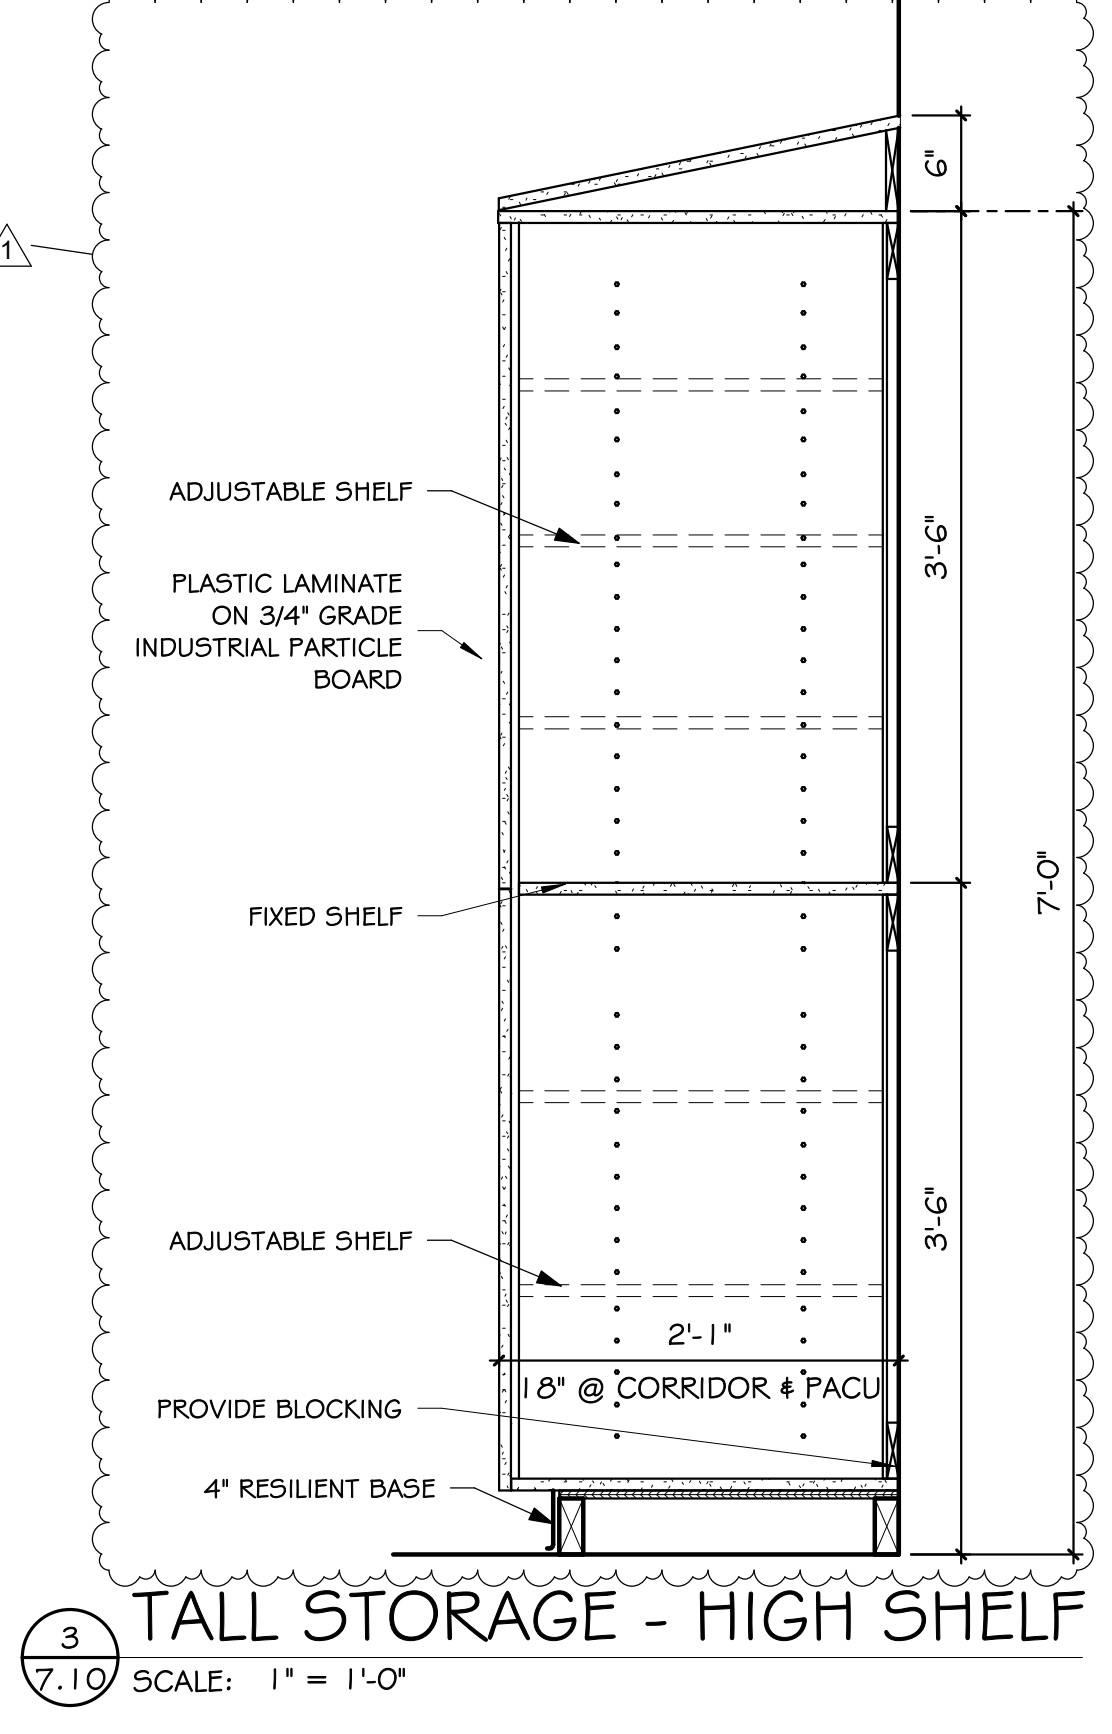 6"
1
ADJUSTABLE SHELF
3'-6"
PLASTIC LAMINATE
ON 3/4" GRADE
INDUSTRIAL PARTICLE
BOARD
7'-0"
FIXED SHELF
3'-6"
ADJUSTABLE SHELF
2'-1"
18" @ CORRIDOR & PACU
PROVIDE BLOCKING
4" RESILIENT BASE
TALL STORAGE - HIGH SHELF
3
7.10
SCALE: 1" = 1'-0"